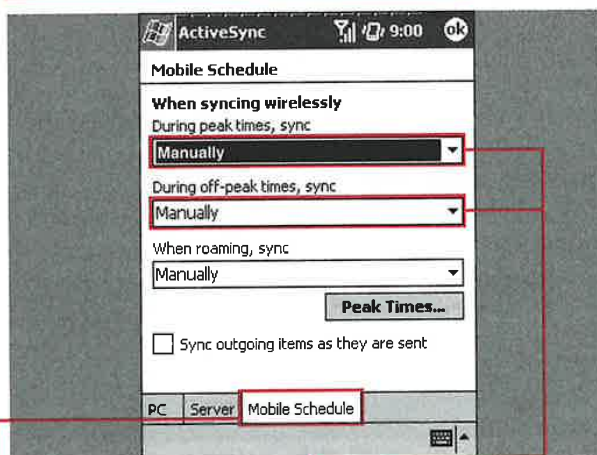 ActiveSync 9:00 ok
Mobile Schedule
When syncing wirelessly
During peak times, sync
Manually
During off-peak times, sync
Manually
When roaming, sync
Manually
Peak Times...
Sync outgoing items as they are sent
PC Server Mobile Schedule